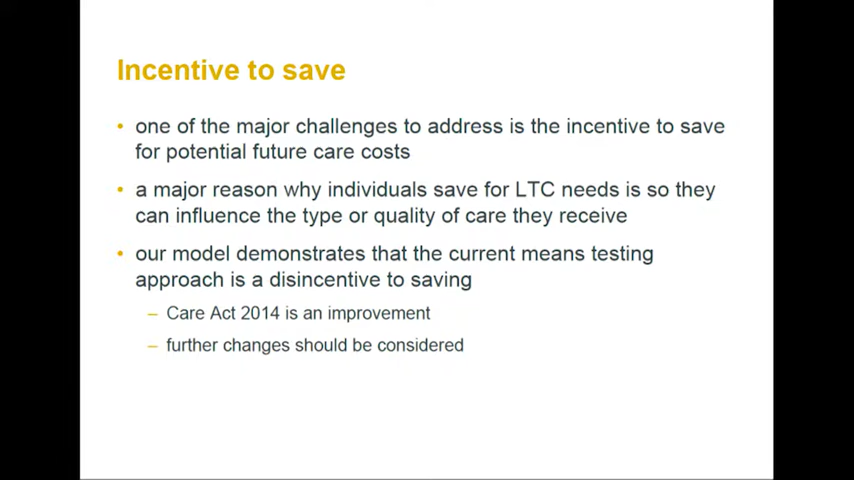 Incentive to save
• one of the major challenges to address is the incentive to save
for potential future care costs
• a major reason why individuals save for LTC needs is so they
can influence the type or quality of care they receive
• our model demonstrates that the current means testing
approach is a disincentive to saving
– Care Act 2014 is an improvement
– further changes should be considered